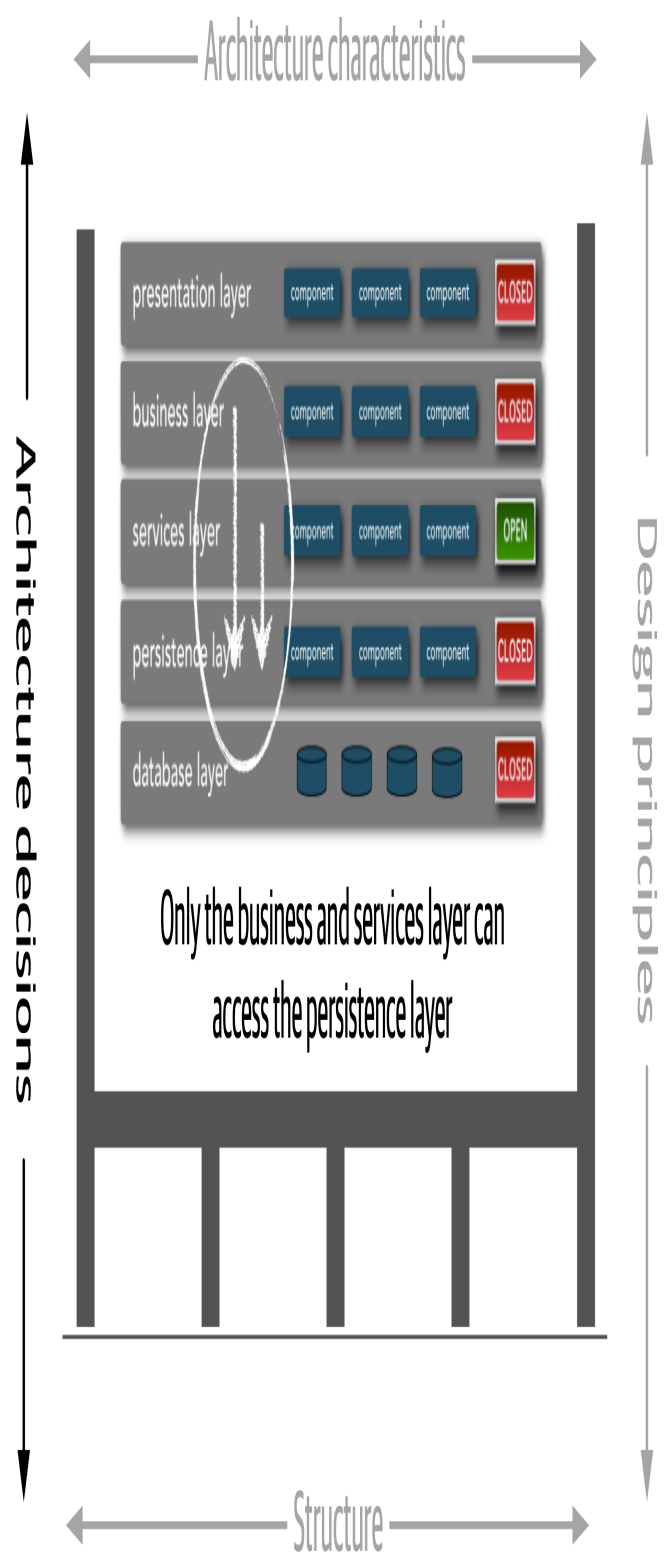 Architecture characteristics
Architecture decisions
Design principles
presentation layer component component component CLOSED
business layer component component component CLOSED
services layer component component component OPEN
persistence layer component component component CLOSED
database layer CLOSED
Only the business and services layer can
access the persistence layer
Structure